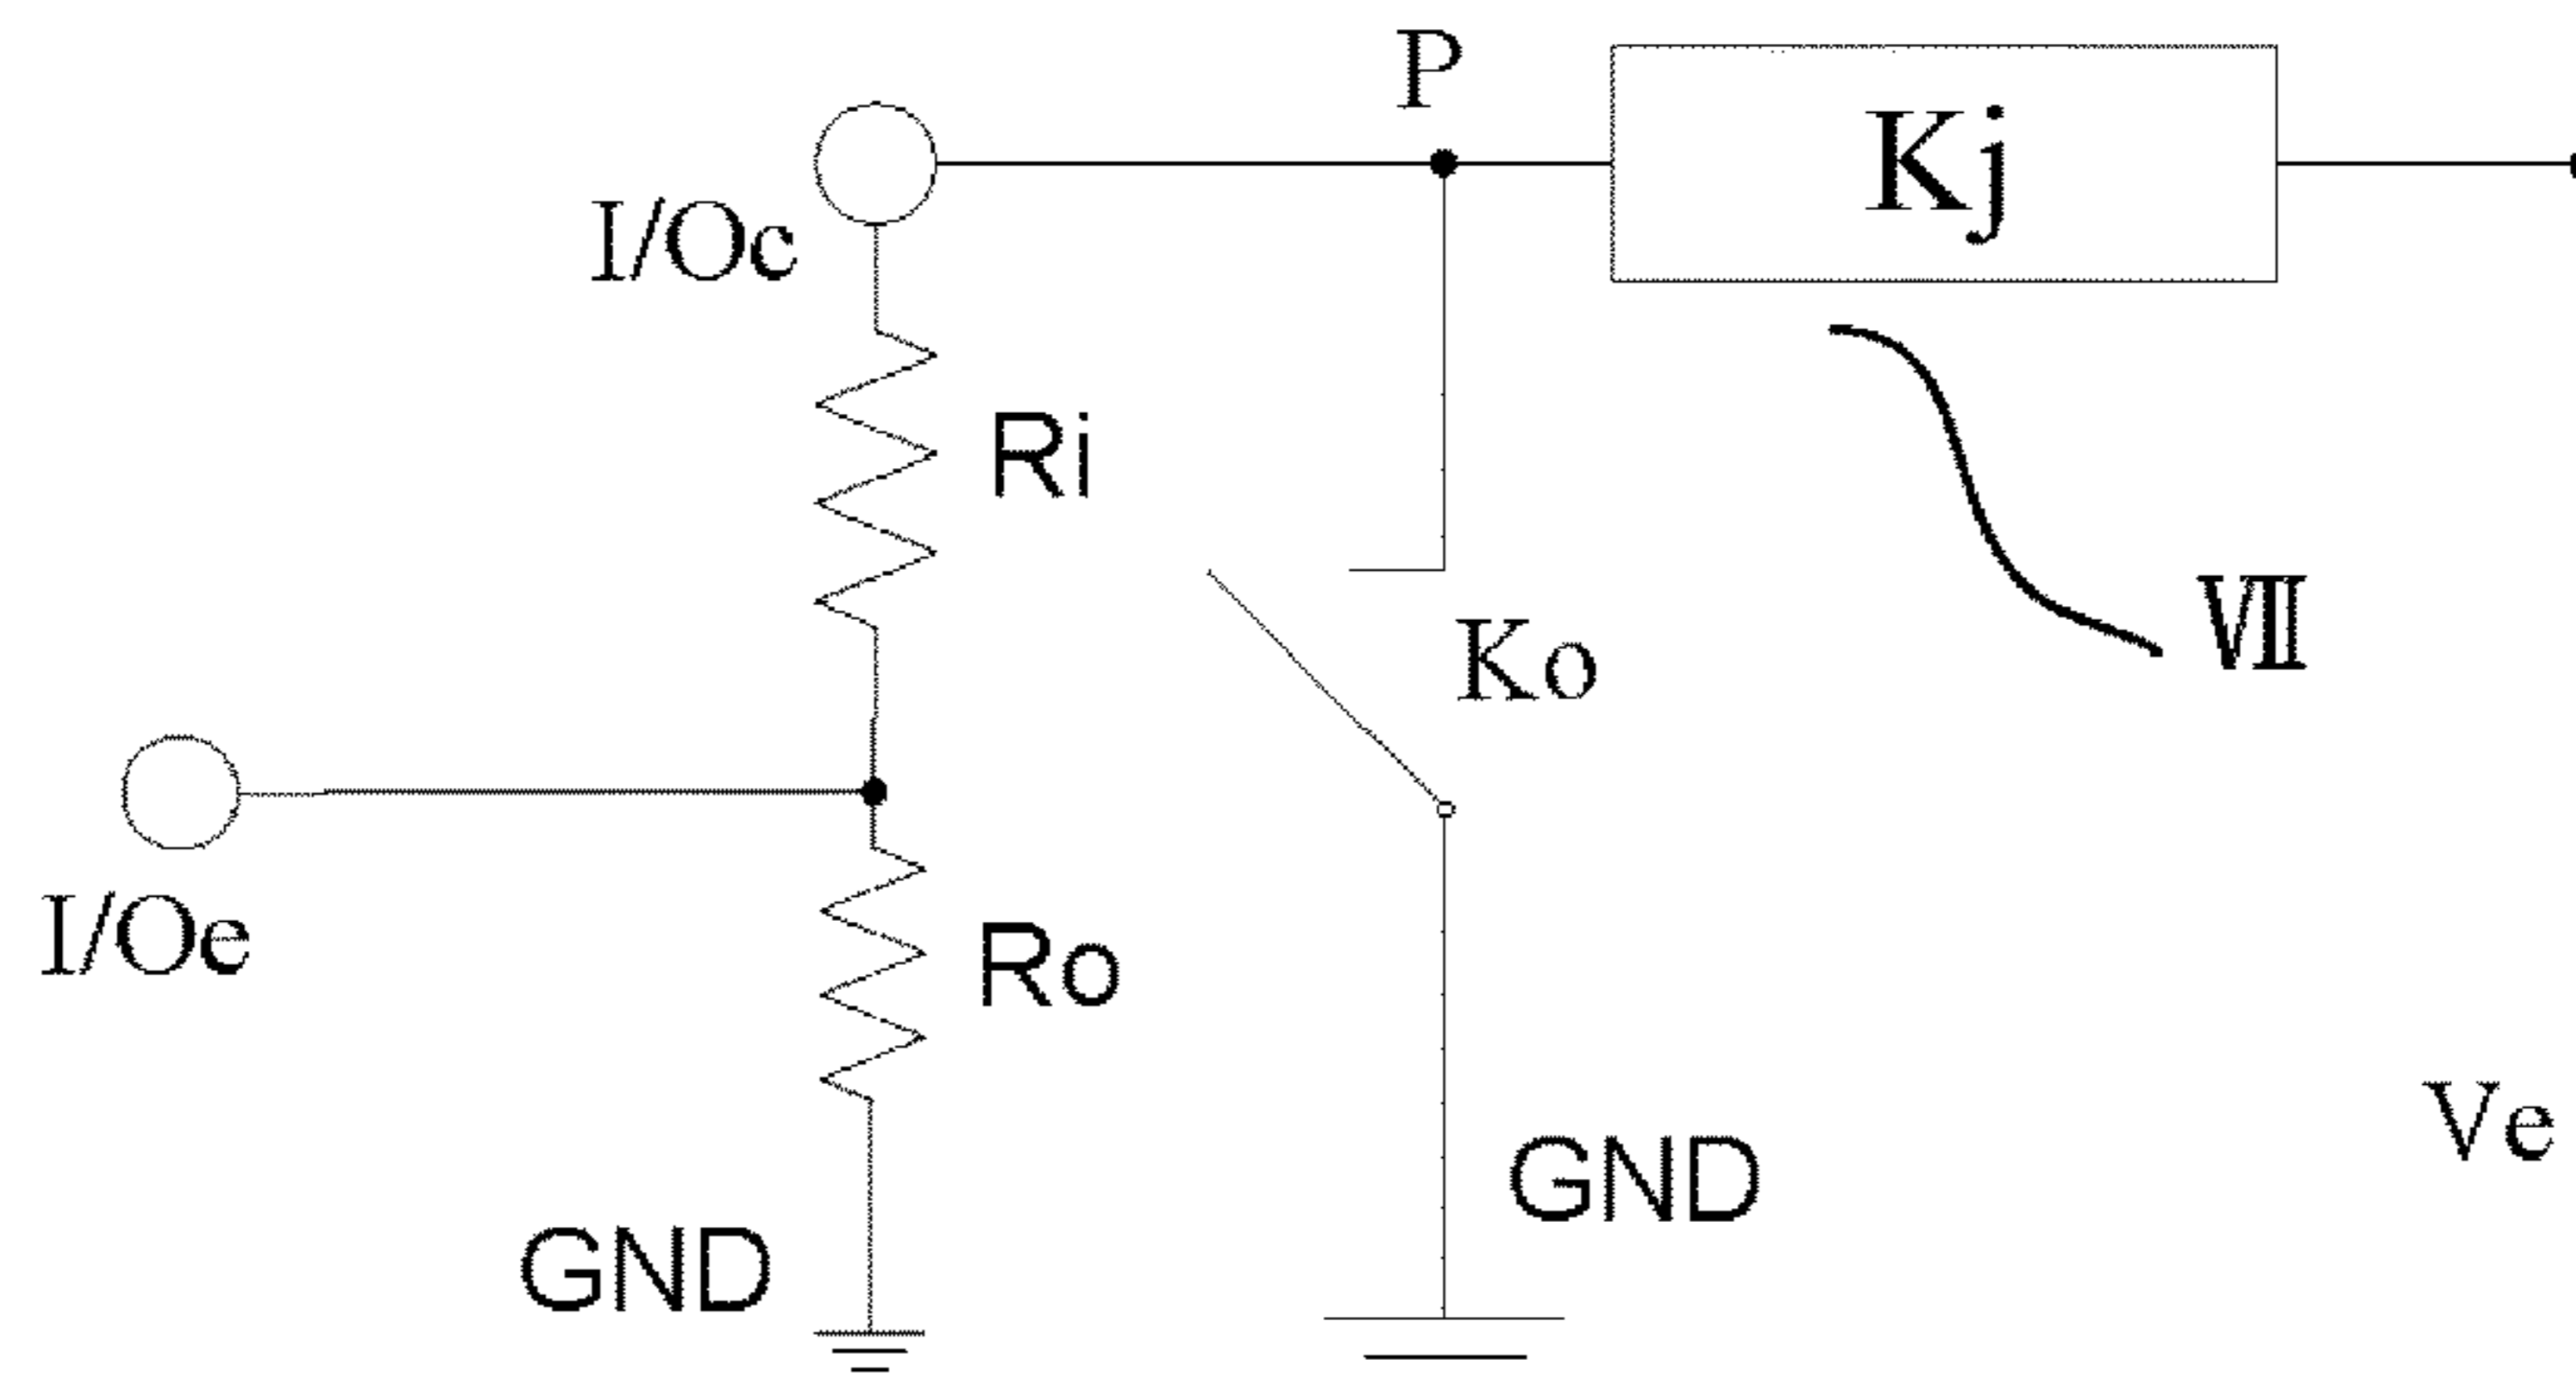 P
Kj
I/Oc
Ri
Ko
Ⅶ
I/Oe
Ro
GND
GND
Ve